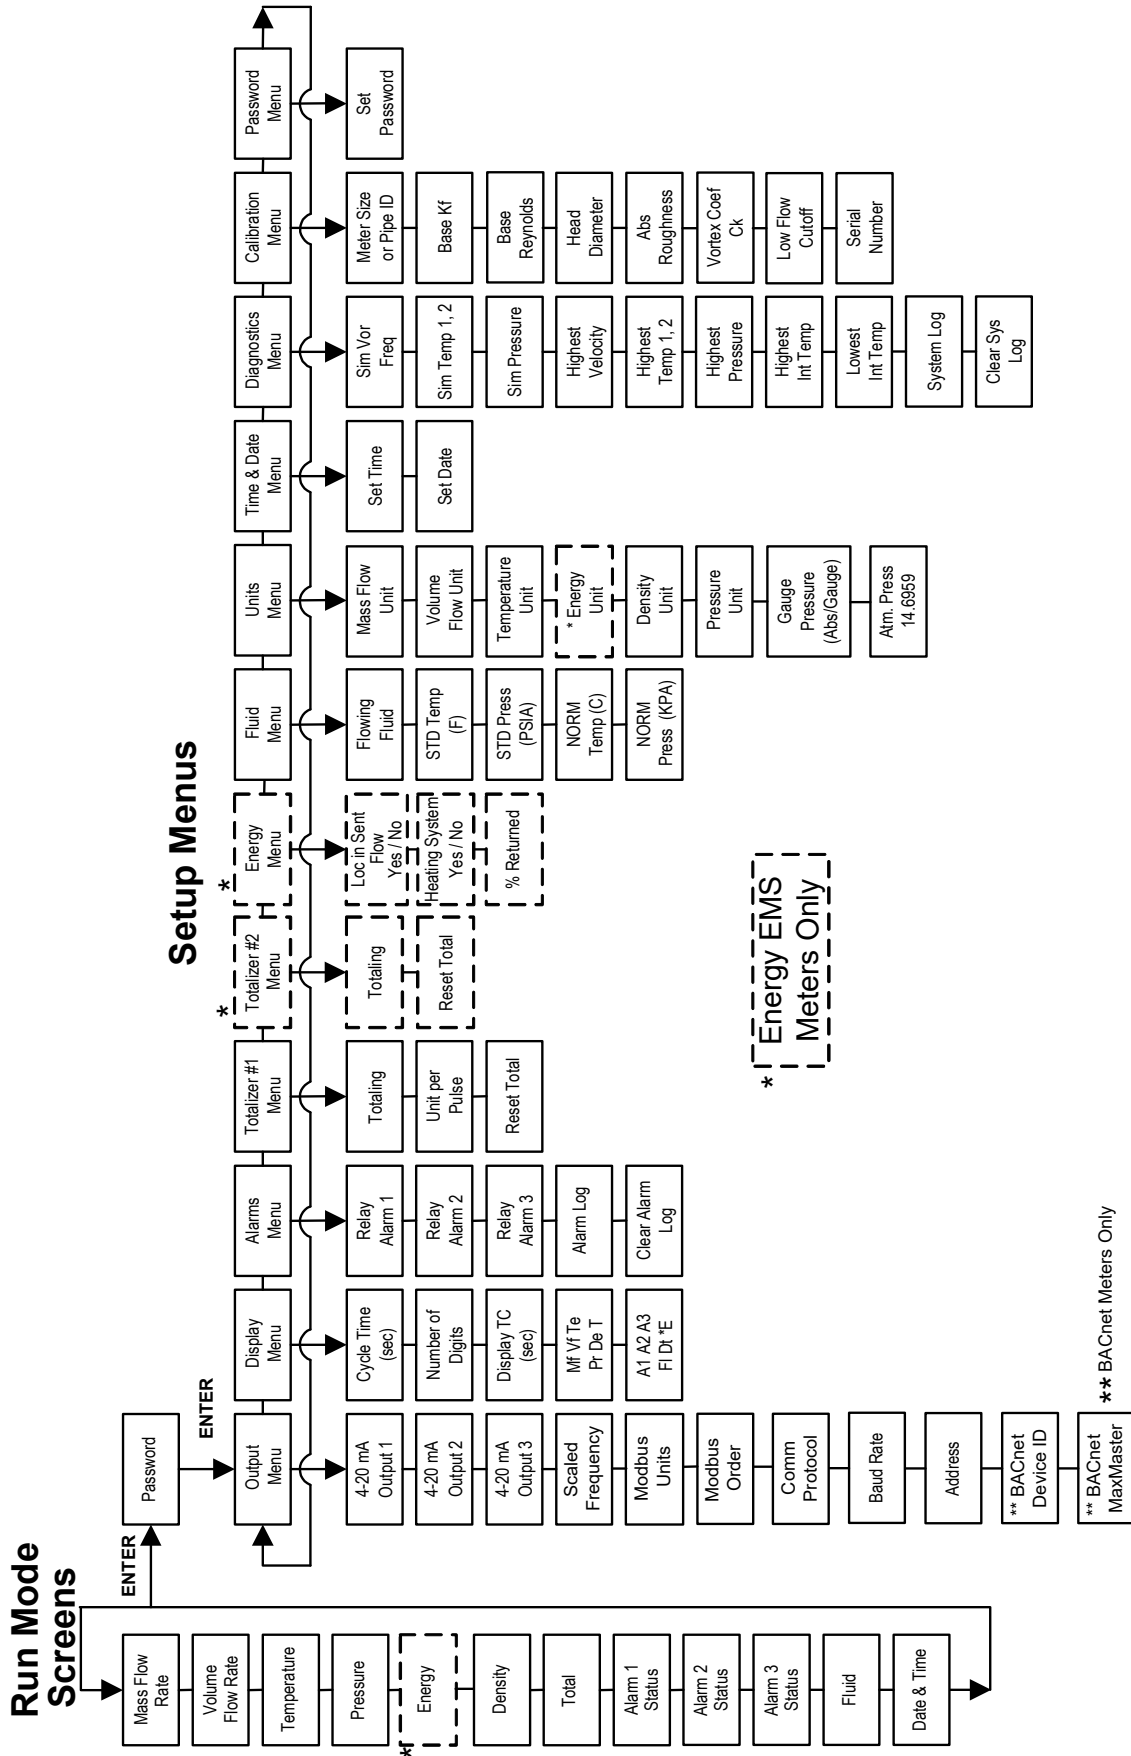 Run Mode
Screens
Mass Flow
Rate
Volume
Flow Rate
Temperature
Pressure
*
Energy
Density
Total
Alarm 1
Status
Alarm 2
Status
Alarm 3
Status
Fluid
Date & Time
ENTER
Password
ENTER
Setup Menus
Output
Menu
4-20 mA
Output 1
4-20 mA
Output 2
4-20 mA
Output 3
Scaled
Frequency
Modbus
Units
Modbus
Order
Comm
Protocol
Baud Rate
Address
** BACnet
Device ID
** BACnet
MaxMaster
** BACnet Meters Only
Display
Menu
Cycle Time
(sec)
Number of
Digits
Display TC
(sec)
Mf Vf Te
Pr De T
A1 A2 A3
Fl Dt *E
Alarms
Menu
Relay
Alarm 1
Relay
Alarm 2
Relay
Alarm 3
Alarm Log
Clear Alarm
Log
Totalizer #1
Menu
Totaling
Unit per
Pulse
Reset Total
*
Totalizer #2
Menu
Totaling
Reset Total
*
Energy
Menu
Loc in Sent
Flow
Yes / No
Heating System
Yes / No
% Returned
* Energy EMS
Meters Only
Fluid
Menu
Flowing
Fluid
STD Temp
(F)
STD Press
(PSIA)
NORM
Temp (C)
NORM
Press (KPA)
Units
Menu
Mass Flow
Unit
Volume
Flow Unit
Temperature
Unit
* Energy
Unit
Density
Unit
Pressure
Unit
Gauge
Pressure
(Abs/Gauge)
Atm. Press
14.6959
Time & Date
Menu
Set Time
Set Date
Diagnostics
Menu
Sim Vor
Freq
Sim Temp 1, 2
Sim Pressure
Highest
Velocity
Highest
Temp 1, 2
Highest
Pressure
Highest
Int Temp
Lowest
Int Temp
System Log
Clear Sys
Log
Calibration
Menu
Meter Size
or Pipe ID
Base Kf
Base
Reynolds
Head
Diameter
Abs
Roughness
Vortex Coef
Ck
Low Flow
Cutoff
Serial
Number
Password
Menu
Set
Password